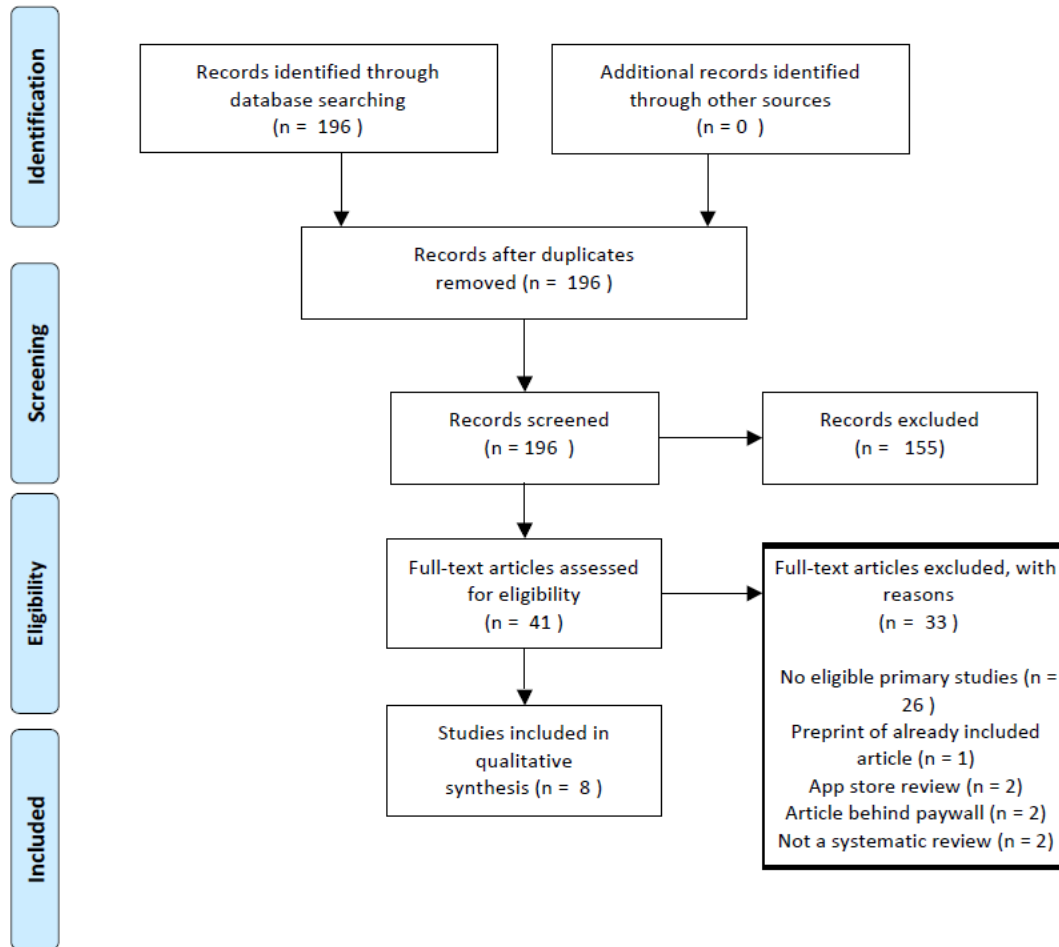 Identification
Records identified through
database searching
(n = 196 )
Additional records identified
through other sources
(n = 0 )
Records after duplicates
removed (n = 196 )
Screening
Records screened
(n = 196 )
Records excluded
(n = 155)
Eligibility
Full-text articles assessed
for eligibility
(n = 41 )
Full-text articles excluded, with
reasons
(n = 33 )
No eligible primary studies (n =
26 )
Preprint of already included
article (n = 1)
App store review (n = 2)
Article behind paywall (n = 2)
Not a systematic review (n = 2)
Included
Studies included in
qualitative
synthesis (n = 8 )